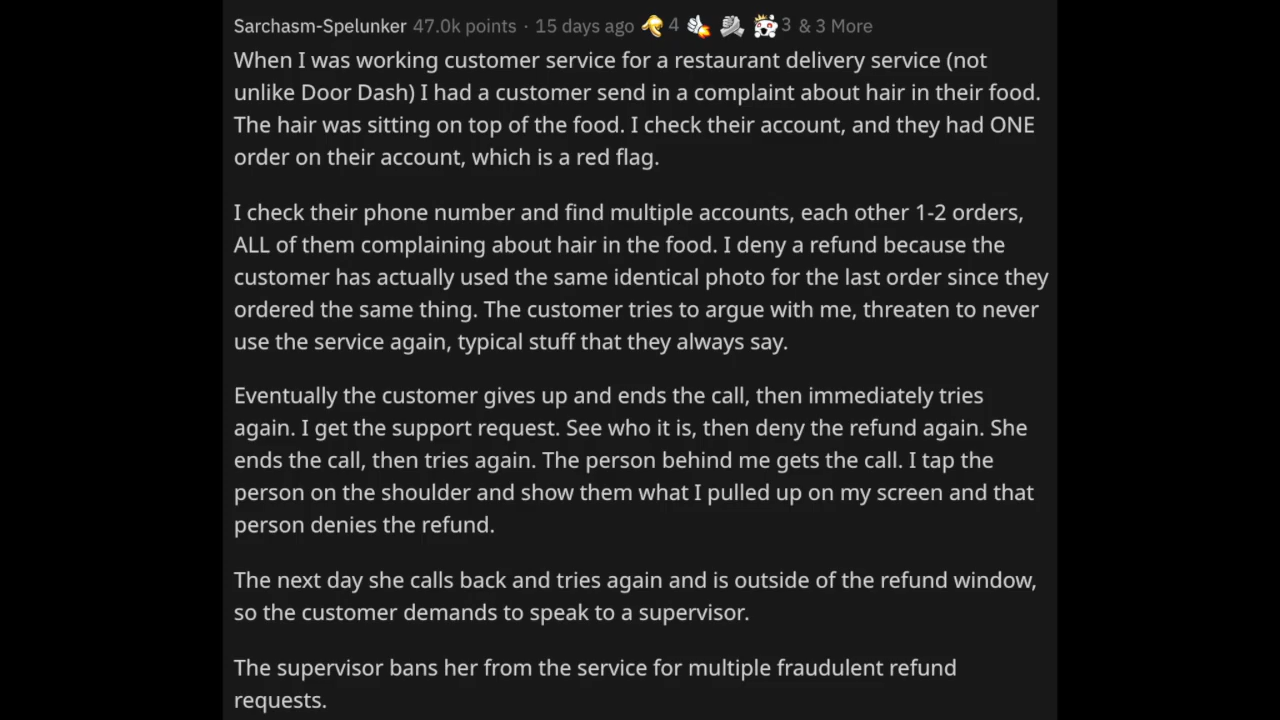 Sarchasm-Spelunker 47.0k points · 15 days ago 4 3 & 3 More
When I was working customer service for a restaurant delivery service (not
unlike Door Dash) I had a customer send in a complaint about hair in their food.
The hair was sitting on top of the food. I check their account, and they had ONE
order on their account, which is a red flag.
I check their phone number and find multiple accounts, each other 1-2 orders,
ALL of them complaining about hair in the food. I deny a refund because the
customer has actually used the same identical photo for the last order since they
ordered the same thing. The customer tries to argue with me, threaten to never
use the service again, typical stuff that they always say.
Eventually the customer gives up and ends the call, then immediately tries
again. I get the support request. See who it is, then deny the refund again. She
ends the call, then tries again. The person behind me gets the call. I tap the
person on the shoulder and show them what I pulled up on my screen and that
person denies the refund.
The next day she calls back and tries again and is outside of the refund window,
so the customer demands to speak to a supervisor.
The supervisor bans her from the service for multiple fraudulent refund
requests.